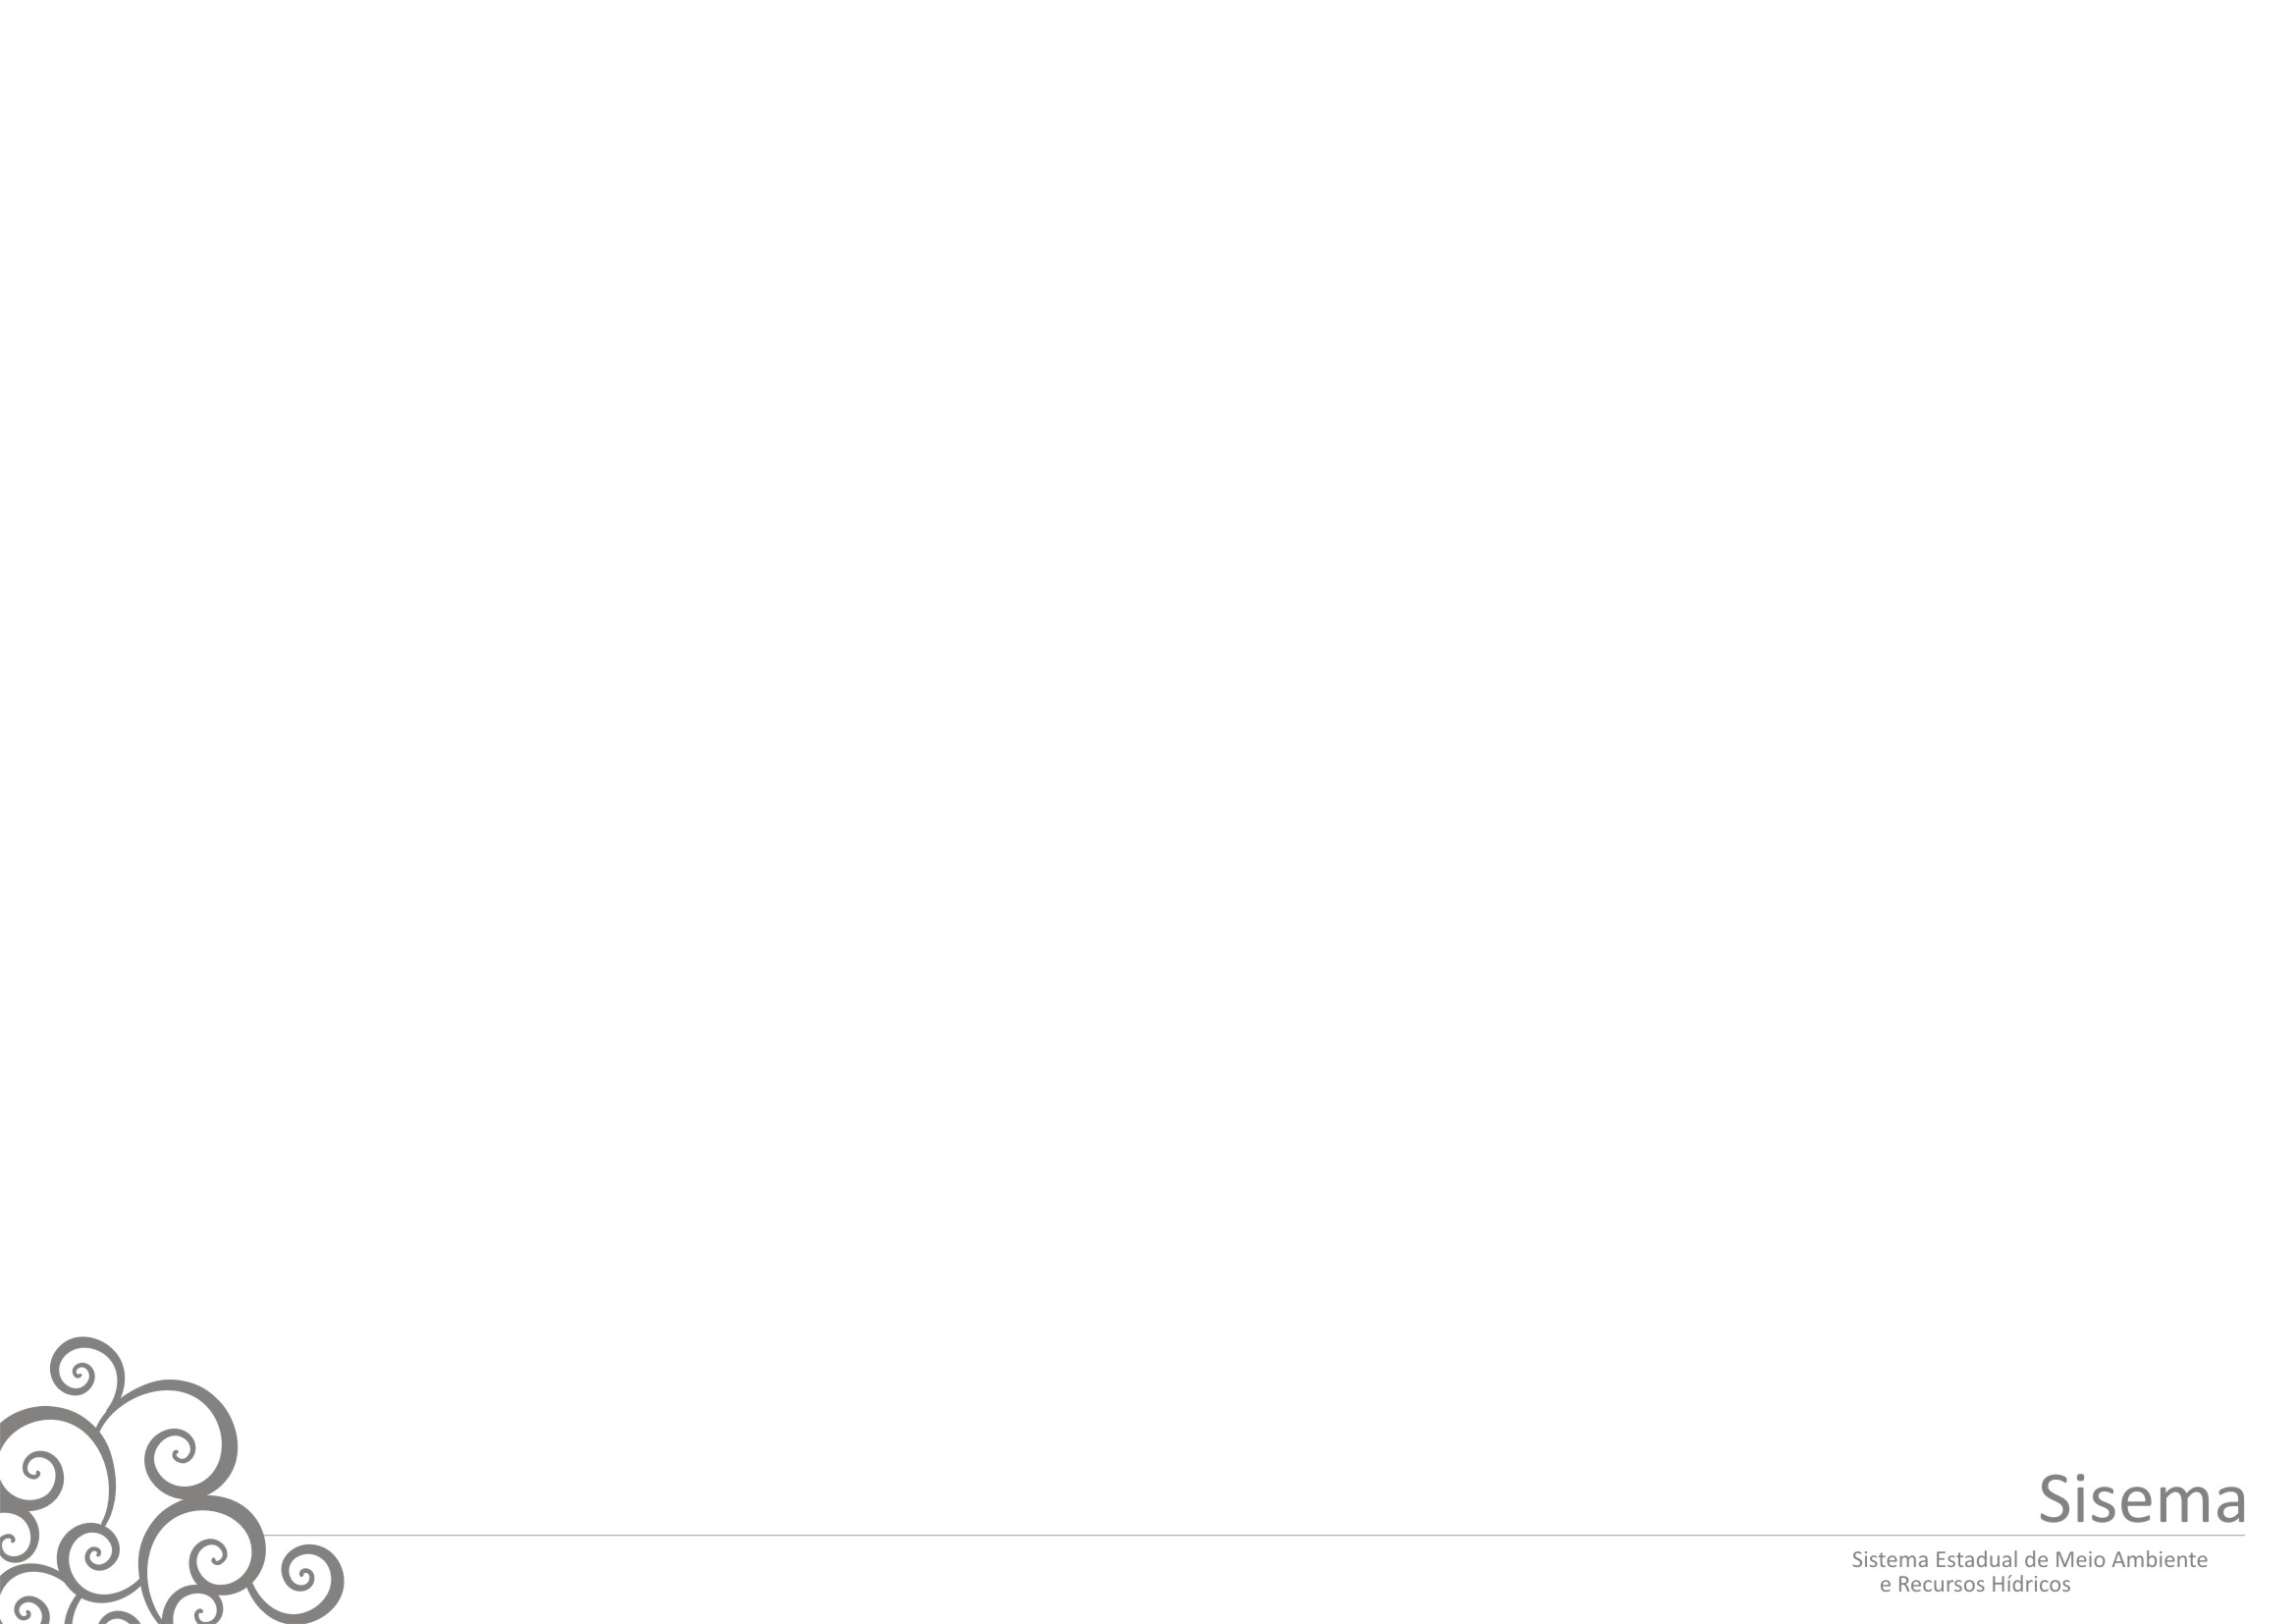 Sisema
Sistema Estadual de Meio Ambiente
e Recursos Hídricos